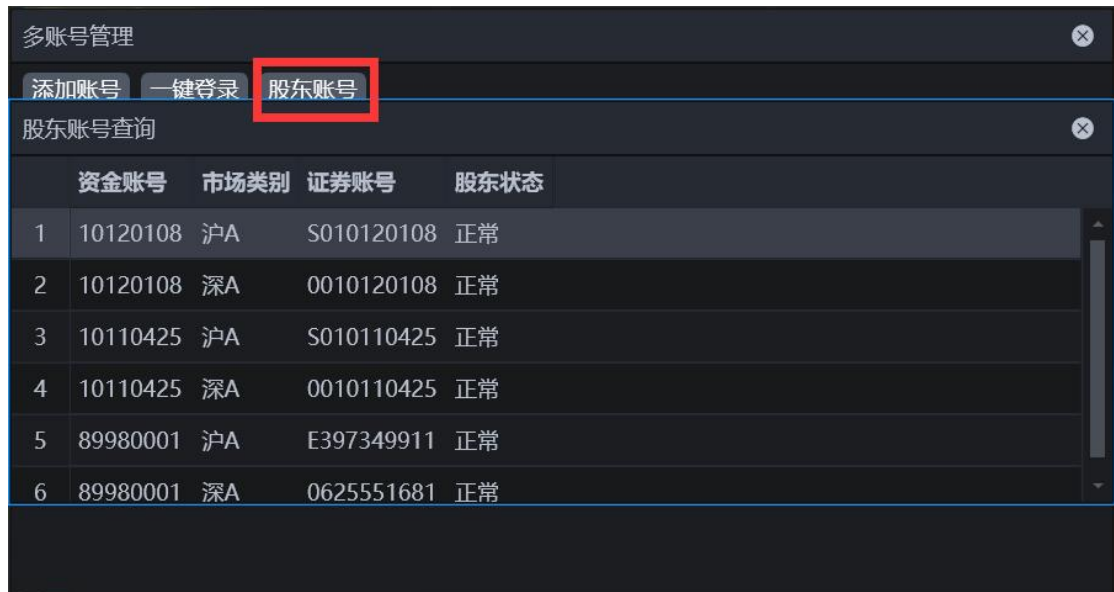 多账号管理
添加账号 一键登录 股东账号
股东账号查询
资金账号 市场类别 证券账号 股东状态
1 10120108 沪A S010120108 正常
2 10120108 深A 0010120108 正常
3 10110425 沪A S010110425 正常
4 10110425 深A 0010110425 正常
5 89980001 沪A E397349911 正常
6 89980001 深A 0625551681 正常